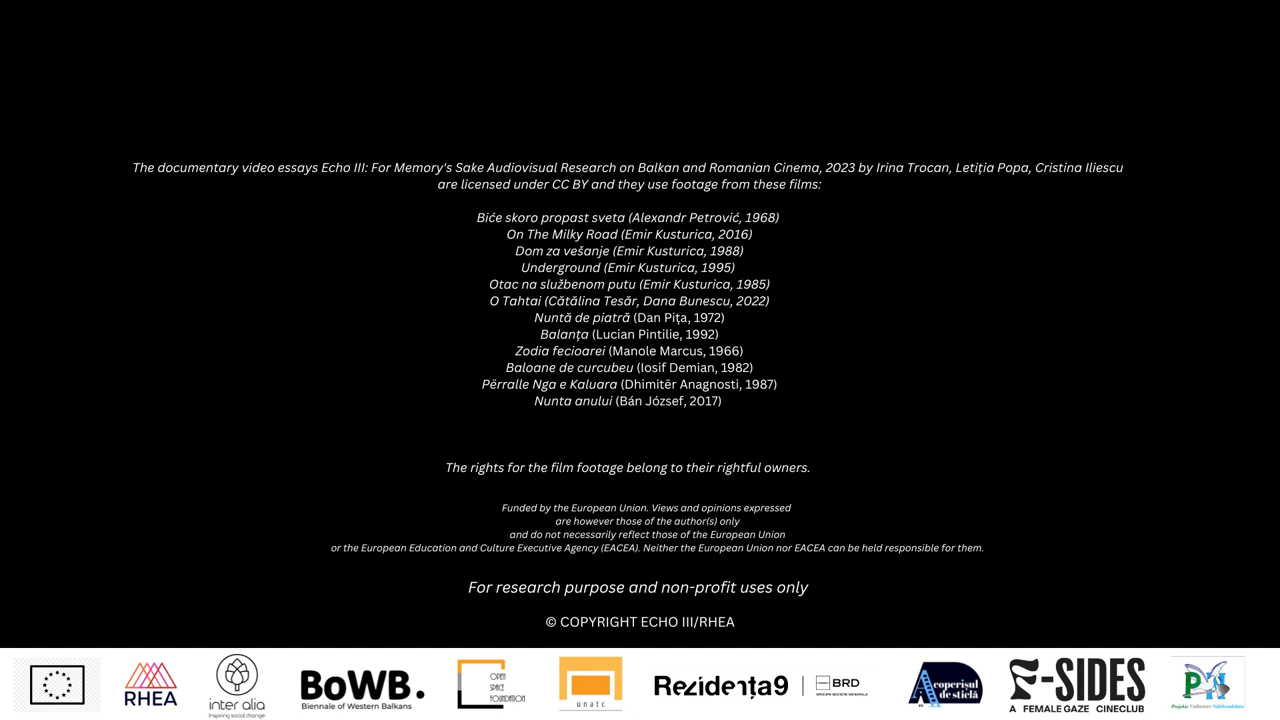 The documentary video essays Echo III: For Memory's Sake Audiovisual Research on Balkan and Romanian Cinema, 2023 by Irina Trocan, Letiția Popa, Cristina Iliescu
are licensed under CC BY and they use footage from these films:
Biće skoro propast sveta (Alexandr Petrović, 1968)
On The Milky Road (Emir Kusturica, 2016)
Dom za vešanje (Emir Kusturica, 1988)
Underground (Emir Kusturica, 1995)
Otac na službenom putu (Emir Kusturica, 1985)
O Tahtai (Cătălina Tesăr, Dana Bunescu, 2022)
Nuntă de piatră (Dan Pița, 1972)
Balanța (Lucian Pintilie, 1992)
Zodia fecioarei (Manole Marcus, 1966)
Baloane de curcubeu (Iosif Demian, 1982)
Përralle Nga e Kaluara (Dhimitër Anagnosti, 1987)
Nunta anului (Bán József, 2017)
The rights for the film footage belong to their rightful owners.
Funded by the European Union. Views and opinions expressed
are however those of the author(s) only
and do not necessarily reflect those of the European Union
or the European Education and Culture Executive Agency (EACEA). Neither the European Union nor EACEA can be held responsible for them.
For research purpose and non-profit uses only
© COPYRIGHT ECHO III/RHEA
RHEA
inter alia
Inspiring social change
BoWB.
Biennale of Western Balkans
OPEN
SPACE
FOUNDATION
unatc
Rezidența9 | BRD
GROUPE SOCIETE GENERALE
Acoperișul
de sticlă
F-SIDES
A FEMALE GAZE CINECLUB